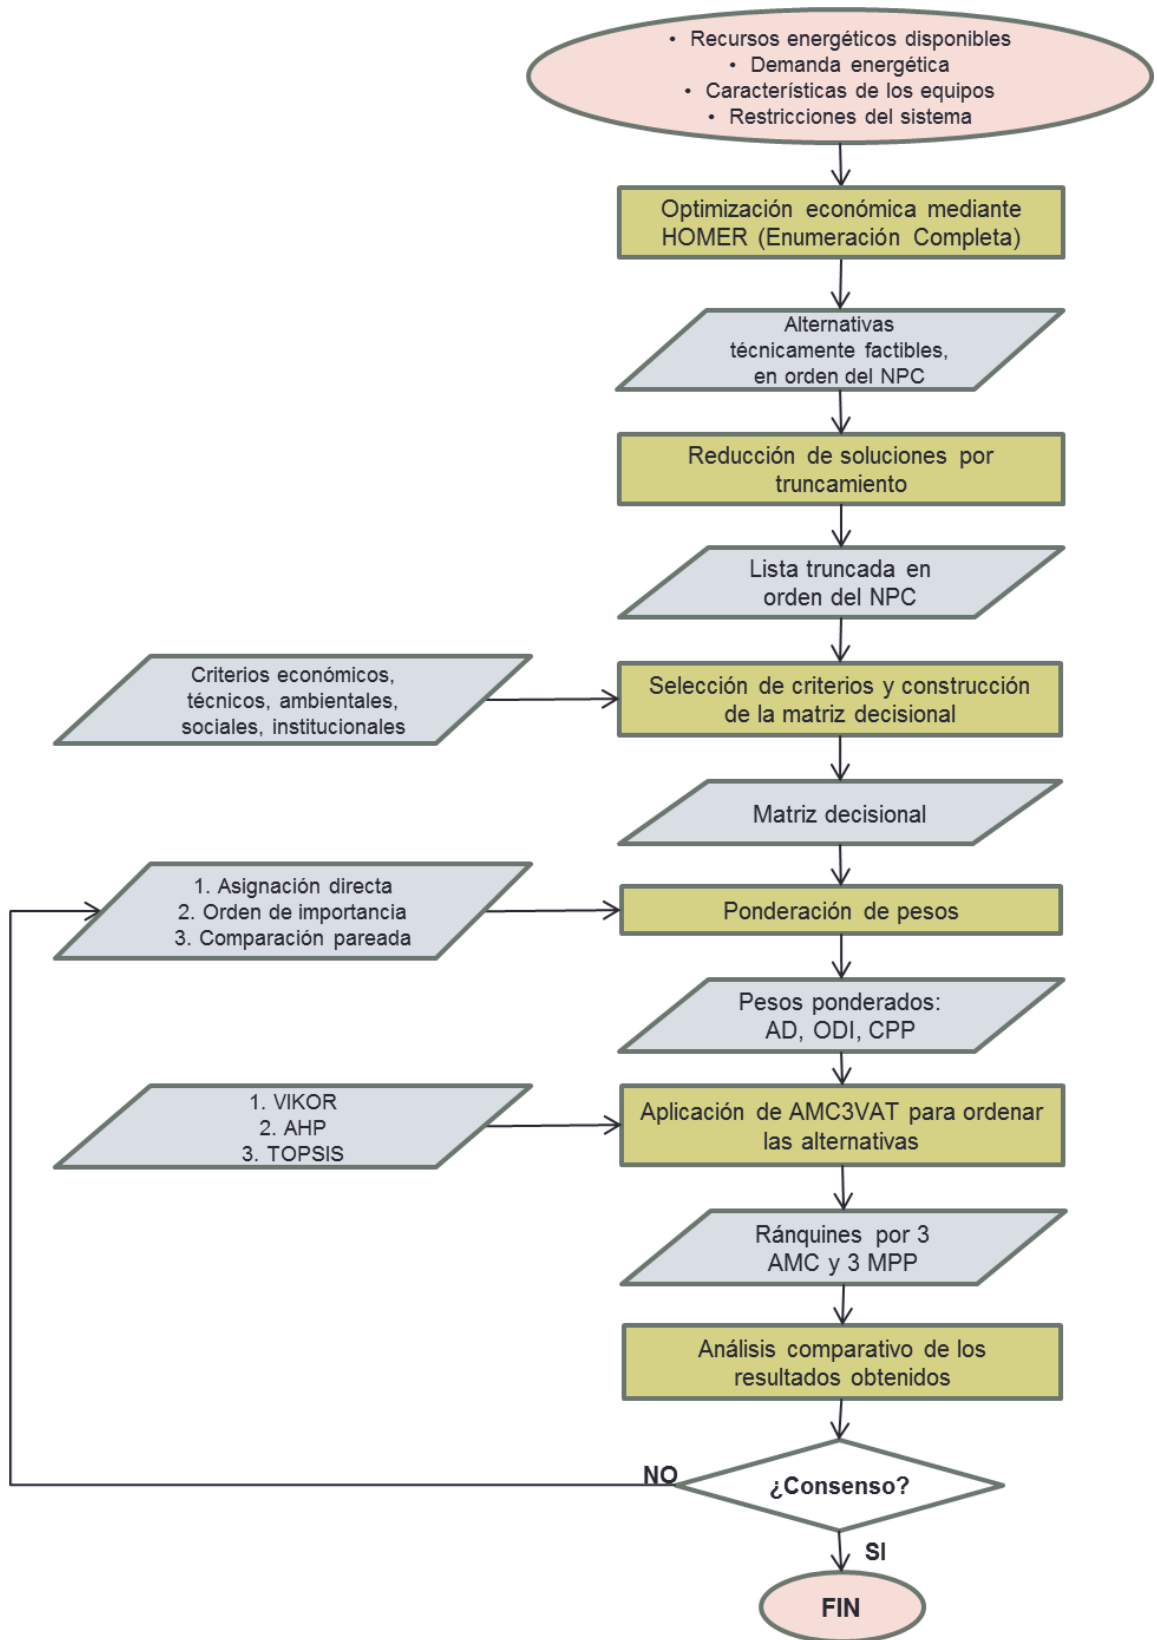 • Recursos energéticos disponibles
• Demanda energética
• Características de los equipos
• Restricciones del sistema
Optimización económica mediante
HOMER (Enumeración Completa)
Alternativas
técnicamente factibles,
en orden del NPC
Reducción de soluciones por
truncamiento
Lista truncada en
orden del NPC
Criterios económicos,
técnicos, ambientales,
sociales, institucionales
Selección de criterios y construcción
de la matriz decisional
Matriz decisional
1. Asignación directa
2. Orden de importancia
3. Comparación pareada
Ponderación de pesos
Pesos ponderados:
AD, ODI, CPP
1. VIKOR
2. AHP
3. TOPSIS
Aplicación de AMC3VAT para ordenar
las alternativas
Ránquines por 3
AMC y 3 MPP
Análisis comparativo de los
resultados obtenidos
NO
¿Consenso?
SI
FIN